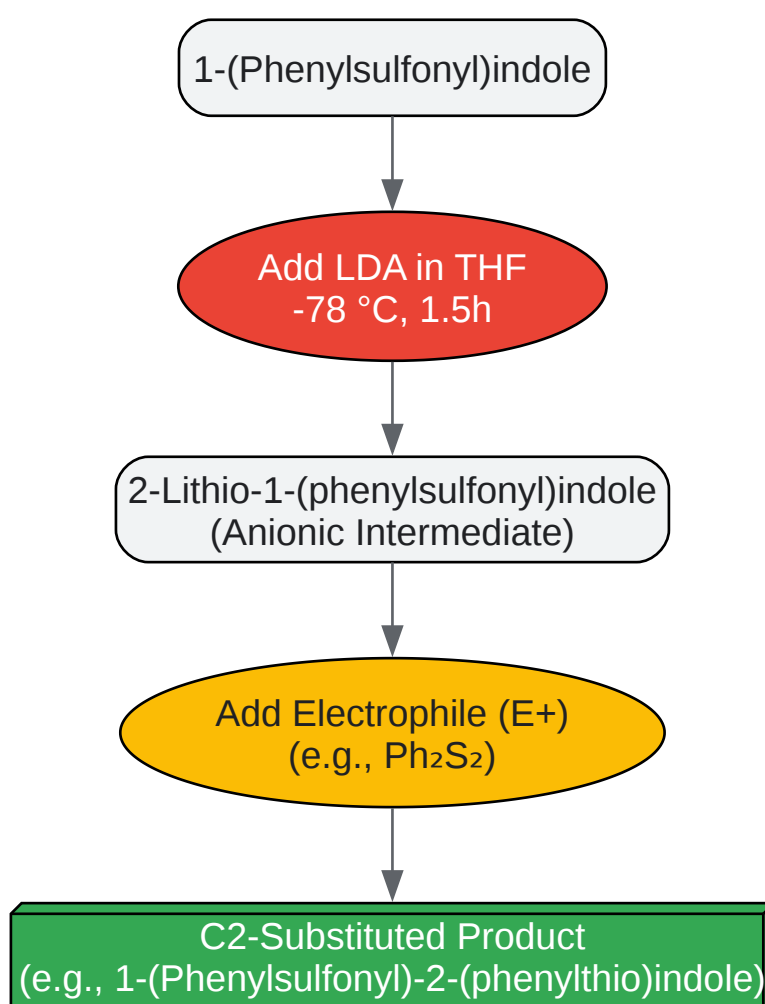 1-(Phenylsulfonyl)indole
Add LDA in THF
-78 °C, 1.5h
2-Lithio-1-(phenylsulfonyl)indole
(Anionic Intermediate)
Add Electrophile (E+)
(e.g., Ph₂S₂)
C2-Substituted Product
(e.g., 1-(Phenylsulfonyl)-2-(phenylthio)indole)